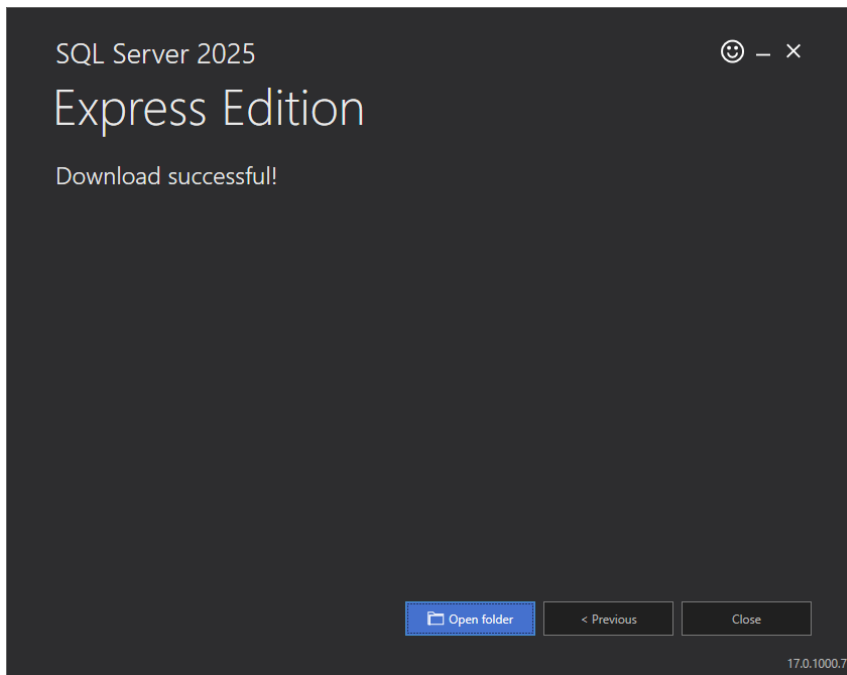 SQL Server 2025
Express Edition
Download successful!
Open folder
< Previous
Close
17.0.1000.7